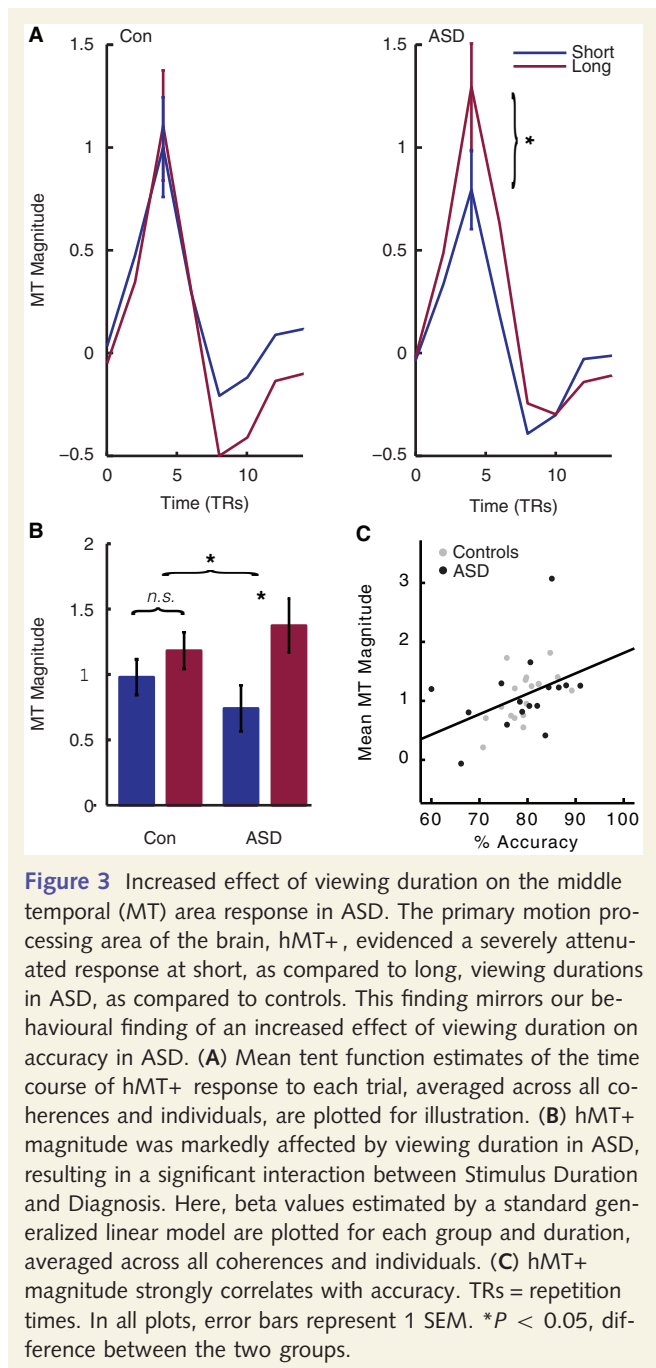 A
Con
ASD
Short
Long
1.5
1
0.5
0
−0.5
MT Magnitude
0 5 10
Time (TRs)
1.5
1
0.5
0
−0.5
*
0 5 10
Time (TRs)
B
2
1.5
1
0.5
0
MT Magnitude
n.s.
*
*
Con ASD
C
Controls
ASD
3
2
1
0
Mean MT Magnitude
60 70 80 90 100
% Accuracy
Figure 3 Increased effect of viewing duration on the middle
temporal (MT) area response in ASD. The primary motion pro-
cessing area of the brain, hMT+, evidenced a severely attenu-
ated response at short, as compared to long, viewing durations
in ASD, as compared to controls. This finding mirrors our be-
havioural finding of an increased effect of viewing duration on
accuracy in ASD. (A) Mean tent function estimates of the time
course of hMT+ response to each trial, averaged across all co-
herences and individuals, are plotted for illustration. (B) hMT+
magnitude was markedly affected by viewing duration in ASD,
resulting in a significant interaction between Stimulus Duration
and Diagnosis. Here, beta values estimated by a standard gen-
eralized linear model are plotted for each group and duration,
averaged across all coherences and individuals. (C) hMT+
magnitude strongly correlates with accuracy. TRs = repetition
times. In all plots, error bars represent 1 SEM. *P < 0.05, dif-
ference between the two groups.